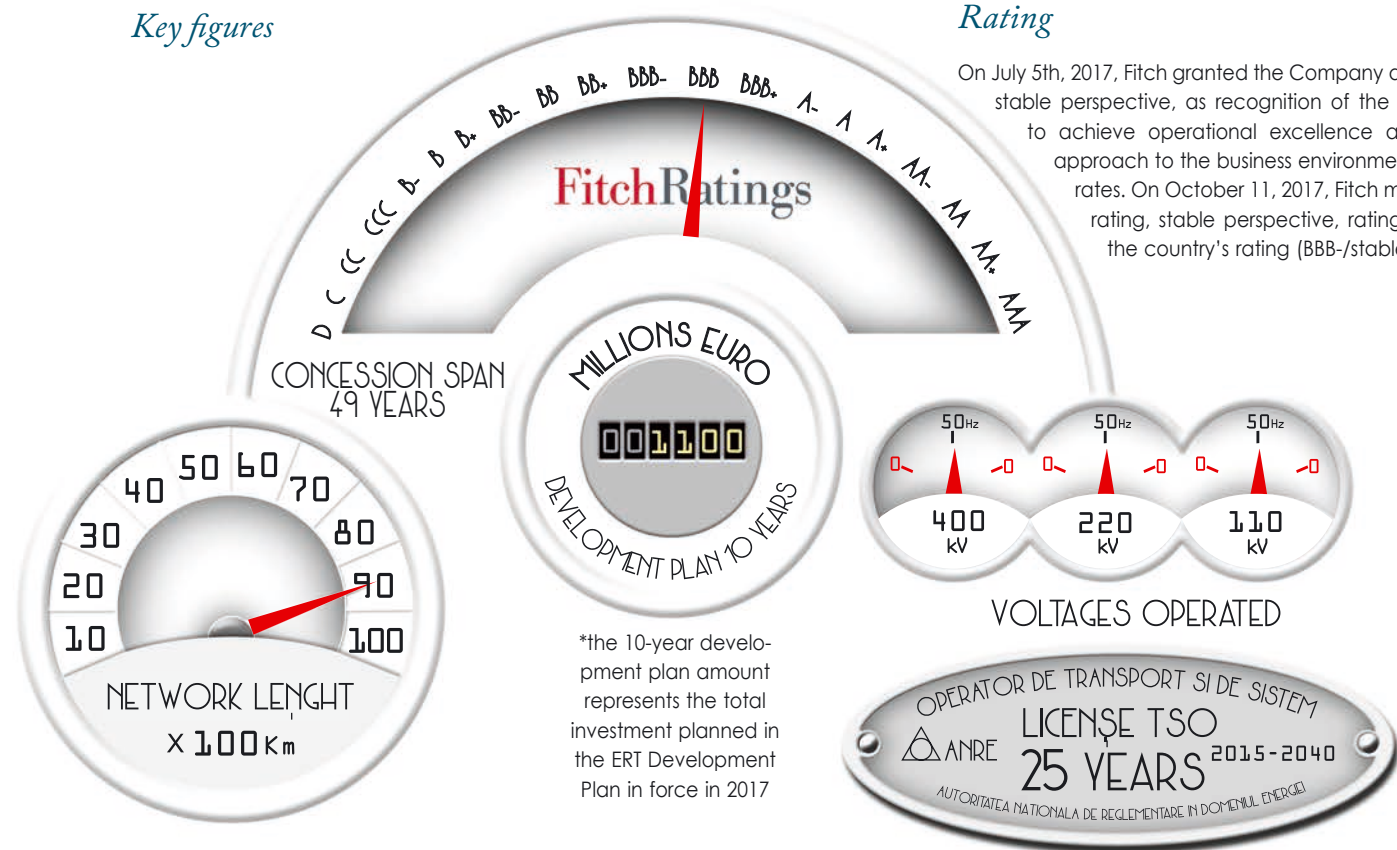 Key figures
Rating
On July 5th, 2017, Fitch granted the Company
stable perspective, as recognition of the
to achieve operational excellence
approach to the business
rates. On October 11, 2017, Fitch
rating, stable perspective,
the country's rating
D C CC CCC B- B B+ BB- BB BB+ BBB- BBB BBB+ A- A A+ AA- AA AA+ AAA
FitchRatings
CONCESSION SPAN
49 YEARS
MILLIONS EURO
001100
DEVELOPMENT PLAN 10 YEARS
*the 10-year develo-
pment plan amount
represents the total
investment planned in
the ERT Development
Plan in force in 2017
10 20 30 40 50 60 70 80 90 100
NETWORK LENGHT
X 100Km
50Hz 50Hz 50Hz
0 0 0 0 0 0
400 220 110
kV kV kV
VOLTAGES OPERATED
OPERATOR DE TRANSPORT SI DE SISTEM
ANRE
LICENȘE TSO
25 YEARS 2015-2040
AUTORITATEA NATIONALA DE REGLEMENTARE IN DOMENIUL ENERGIEI